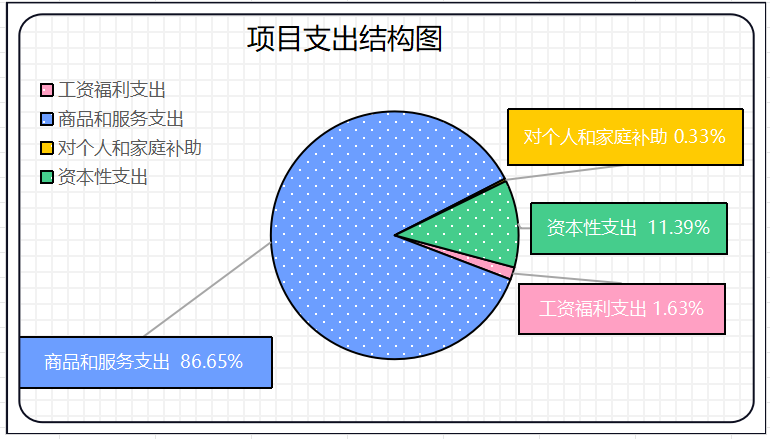 项目支出结构图
工资福利支出
商品和服务支出
对个人和家庭补助
资本性支出
对个人和家庭补助 0.33%
资本性支出 11.39%
工资福利支出 1.63%
商品和服务支出 86.65%